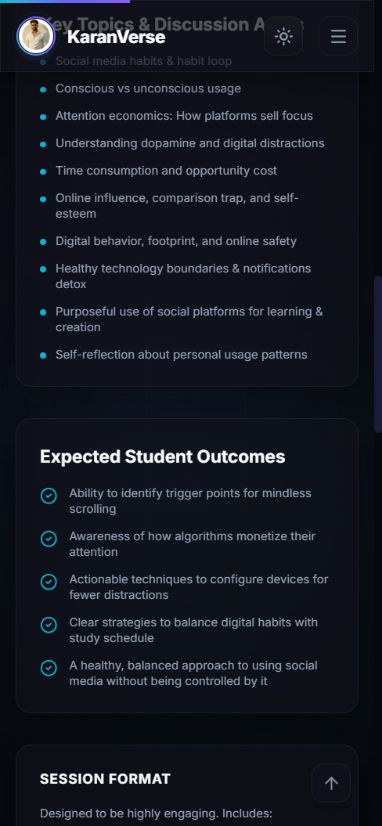 Key Topics & Discussion A
KaranVerse
Social media habits & habit loop
Conscious vs unconscious usage
Attention economics: How platforms sell focus
Understanding dopamine and digital distractions
Time consumption and opportunity cost
Online influence, comparison trap, and self-
esteem
Digital behavior, footprint, and online safety
Healthy technology boundaries & notifications
detox
Purposeful use of social platforms for learning &
creation
Self-reflection about personal usage patterns
Expected Student Outcomes
Ability to identify trigger points for mindless
scrolling
Awareness of how algorithms monetize their
attention
Actionable techniques to configure devices for
fewer distractions
Clear strategies to balance digital habits with
study schedule
A healthy, balanced approach to using social
media without being controlled by it
SESSION FORMAT
Designed to be highly engaging. Includes: